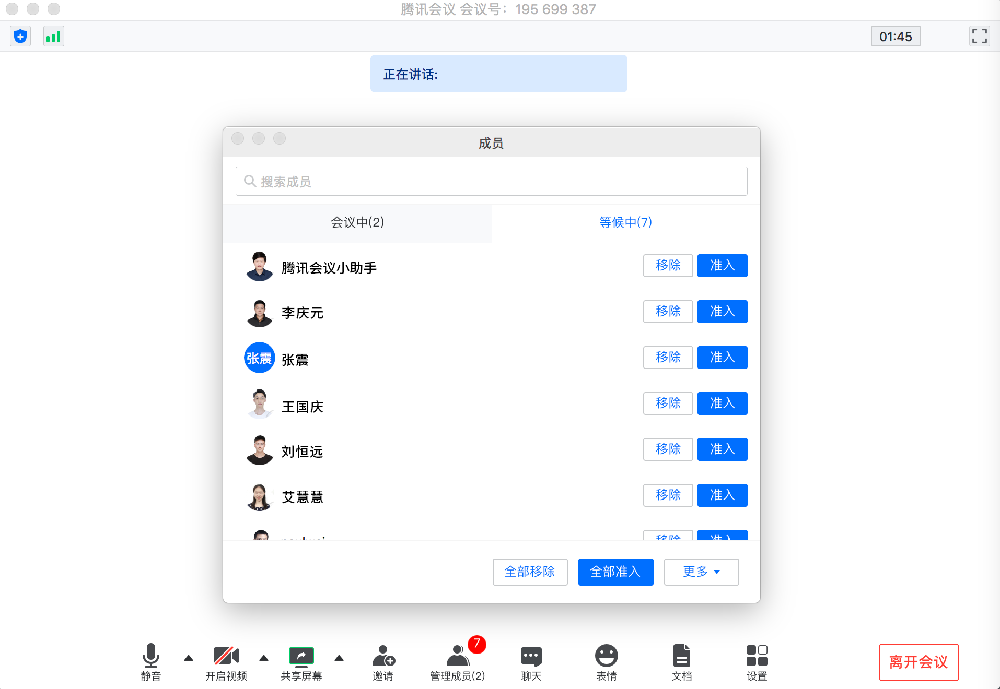 腾讯会议 会议号：195 699 387
01:45
正在讲话:
成员
搜索成员
会议中(2)
等候中(7)
腾讯会议小助手
移除
准入
李庆元
移除
准入
张震
张震
移除
准入
王国庆
移除
准入
刘恒远
移除
准入
艾慧慧
移除
准入
移除
准入
全部移除
全部准入
更多
7
静音
开启视频
共享屏幕
邀请
管理成员(2)
聊天
表情
文档
设置
离开会议